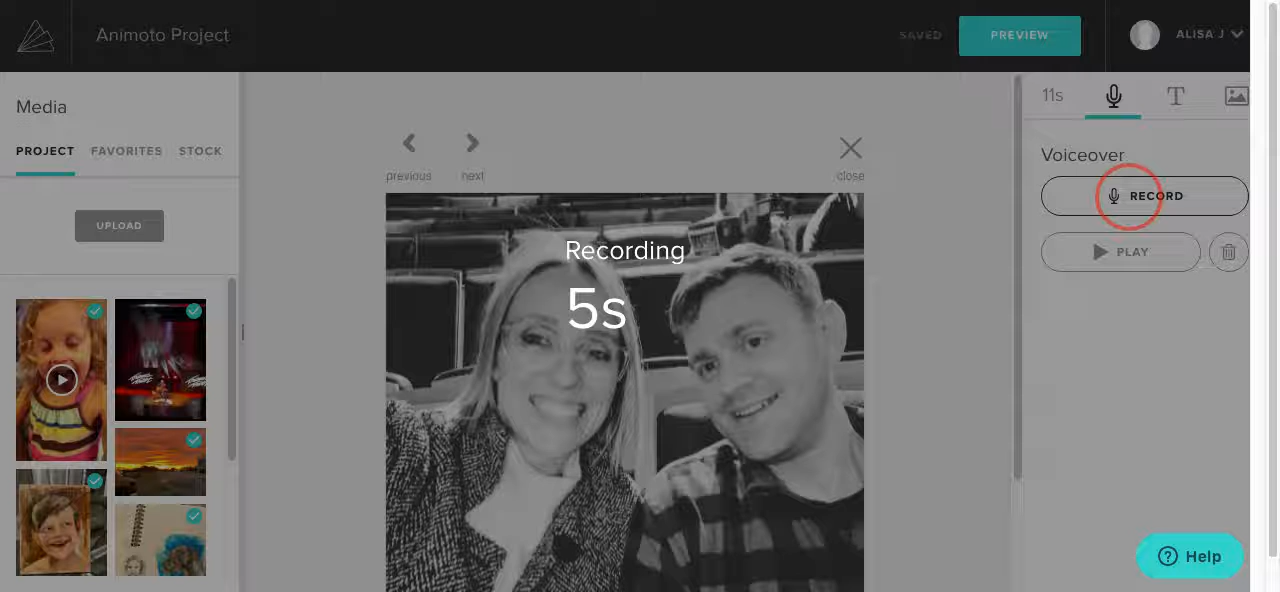 Animoto Project
SAVED
PREVIEW
ALISA J
Media
PROJECT FAVORITES STOCK
UPLOAD
previous
next
close
Recording
5s
11s
Voiceover
RECORD
PLAY
Help